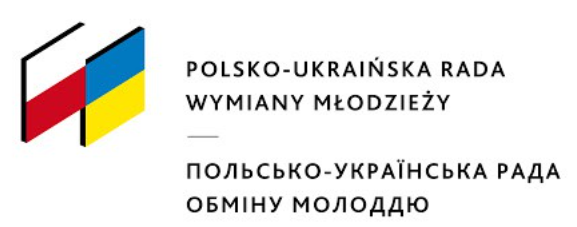 POLSKO-UKRAIŃSKA RADA
WYMIANY MŁODZIEŻY
ПОЛЬСЬКО-УКРАЇНСЬКА РАДА
ОБМІНУ МОЛОДДЮ